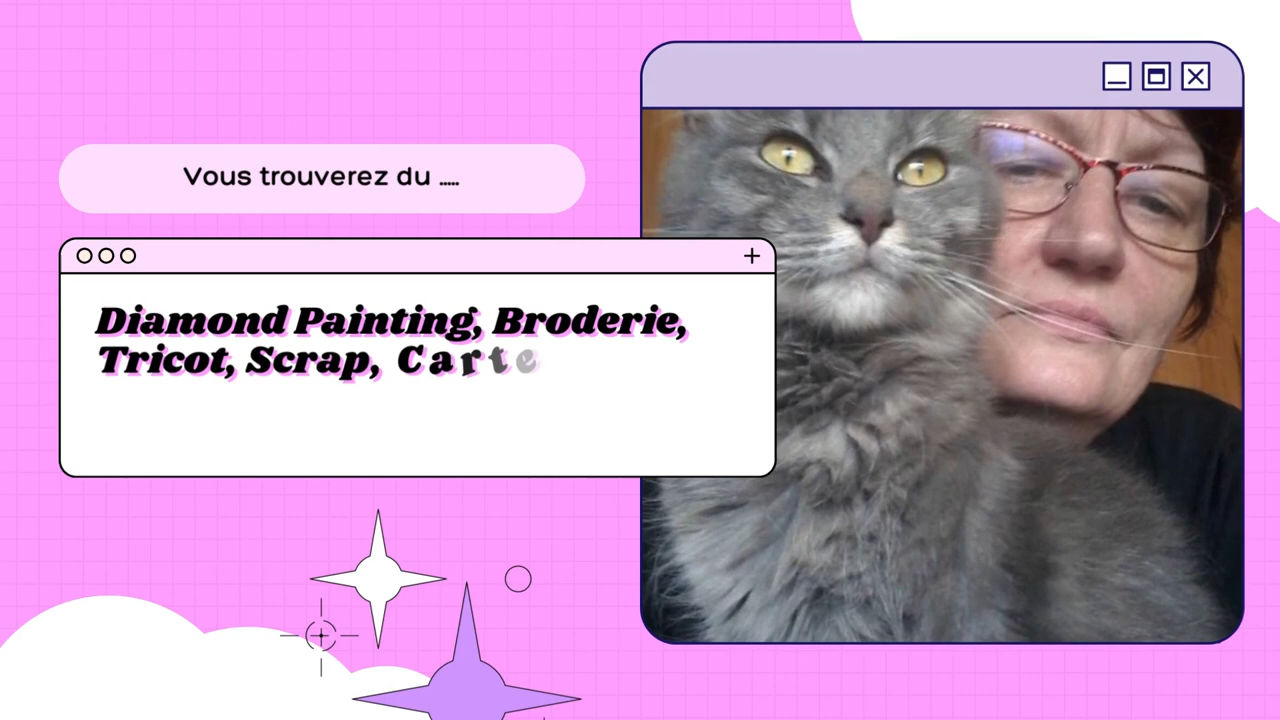 Vous trouverez du .....
Diamond Painting, Broderie,
Tricot, Scrap, Carte